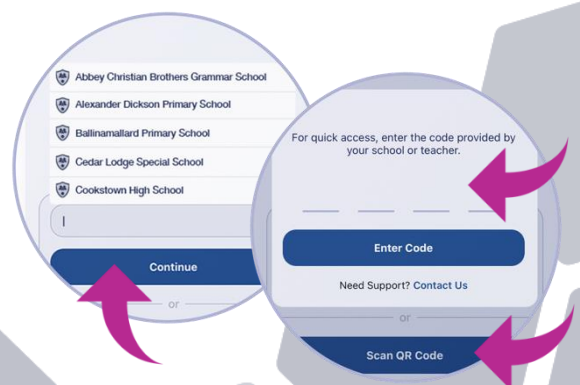 Abbey Christian Brothers Grammar School
Alexander Dickson Primary School
Ballinamallard Primary School
Cedar Lodge Special School
Cookstown High School
Continue
or
For quick access, enter the code provided by
your school or teacher.
Enter Code
Need Support? Contact Us
or
Scan QR Code